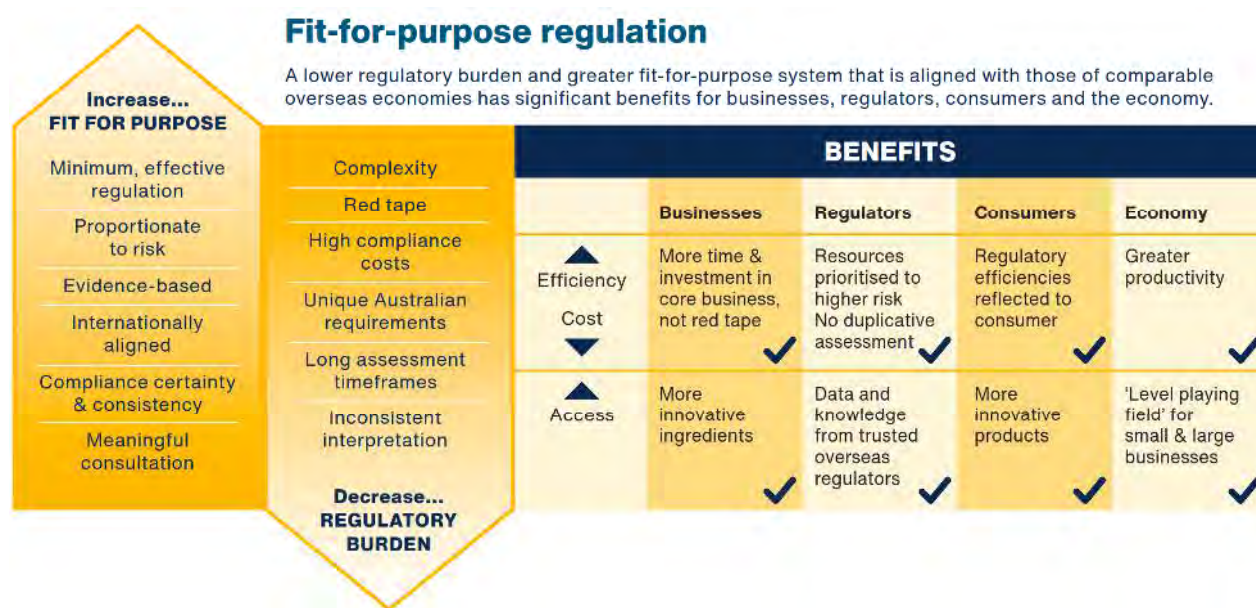 Fit-for-purpose regulation
A lower regulatory burden and greater fit-for-purpose system that is aligned with those of comparable
overseas economies has significant benefits for businesses, regulators, consumers and the economy.
Increase...
FIT FOR PURPOSE
Minimum, effective
regulation
Proportionate
to risk
Evidence-based
Internationally
aligned
Compliance certainty
& consistency
Meaningful
consultation
Complexity
Red tape
High compliance
costs
Unique Australian
requirements
Long assessment
timeframes
Inconsistent
interpretation
Decrease...
REGULATORY
BURDEN
BENEFITS
Businesses
Regulators
Consumers
Economy
Efficiency
Cost
More time &
investment in
core business,
not red tape
Resources
prioritised to
higher risk
No duplicative
assessment
Regulatory
efficiencies
reflected to
consumer
Greater
productivity
Access
More
innovative
ingredients
Data and
knowledge
from trusted
overseas
regulators
More
innovative
products
'Level playing
field' for
small & large
businesses